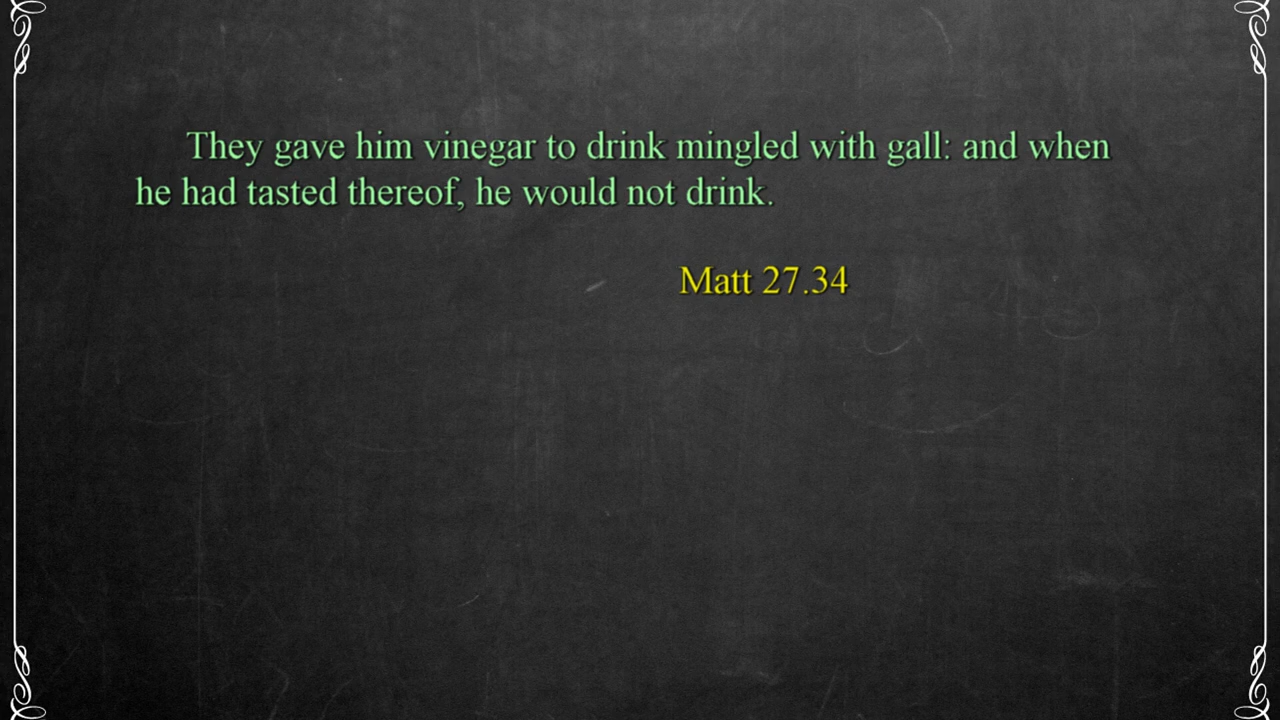 They gave him vinegar to drink mingled with gall: and when
he had tasted thereof, he would not drink.
Matt 27.34